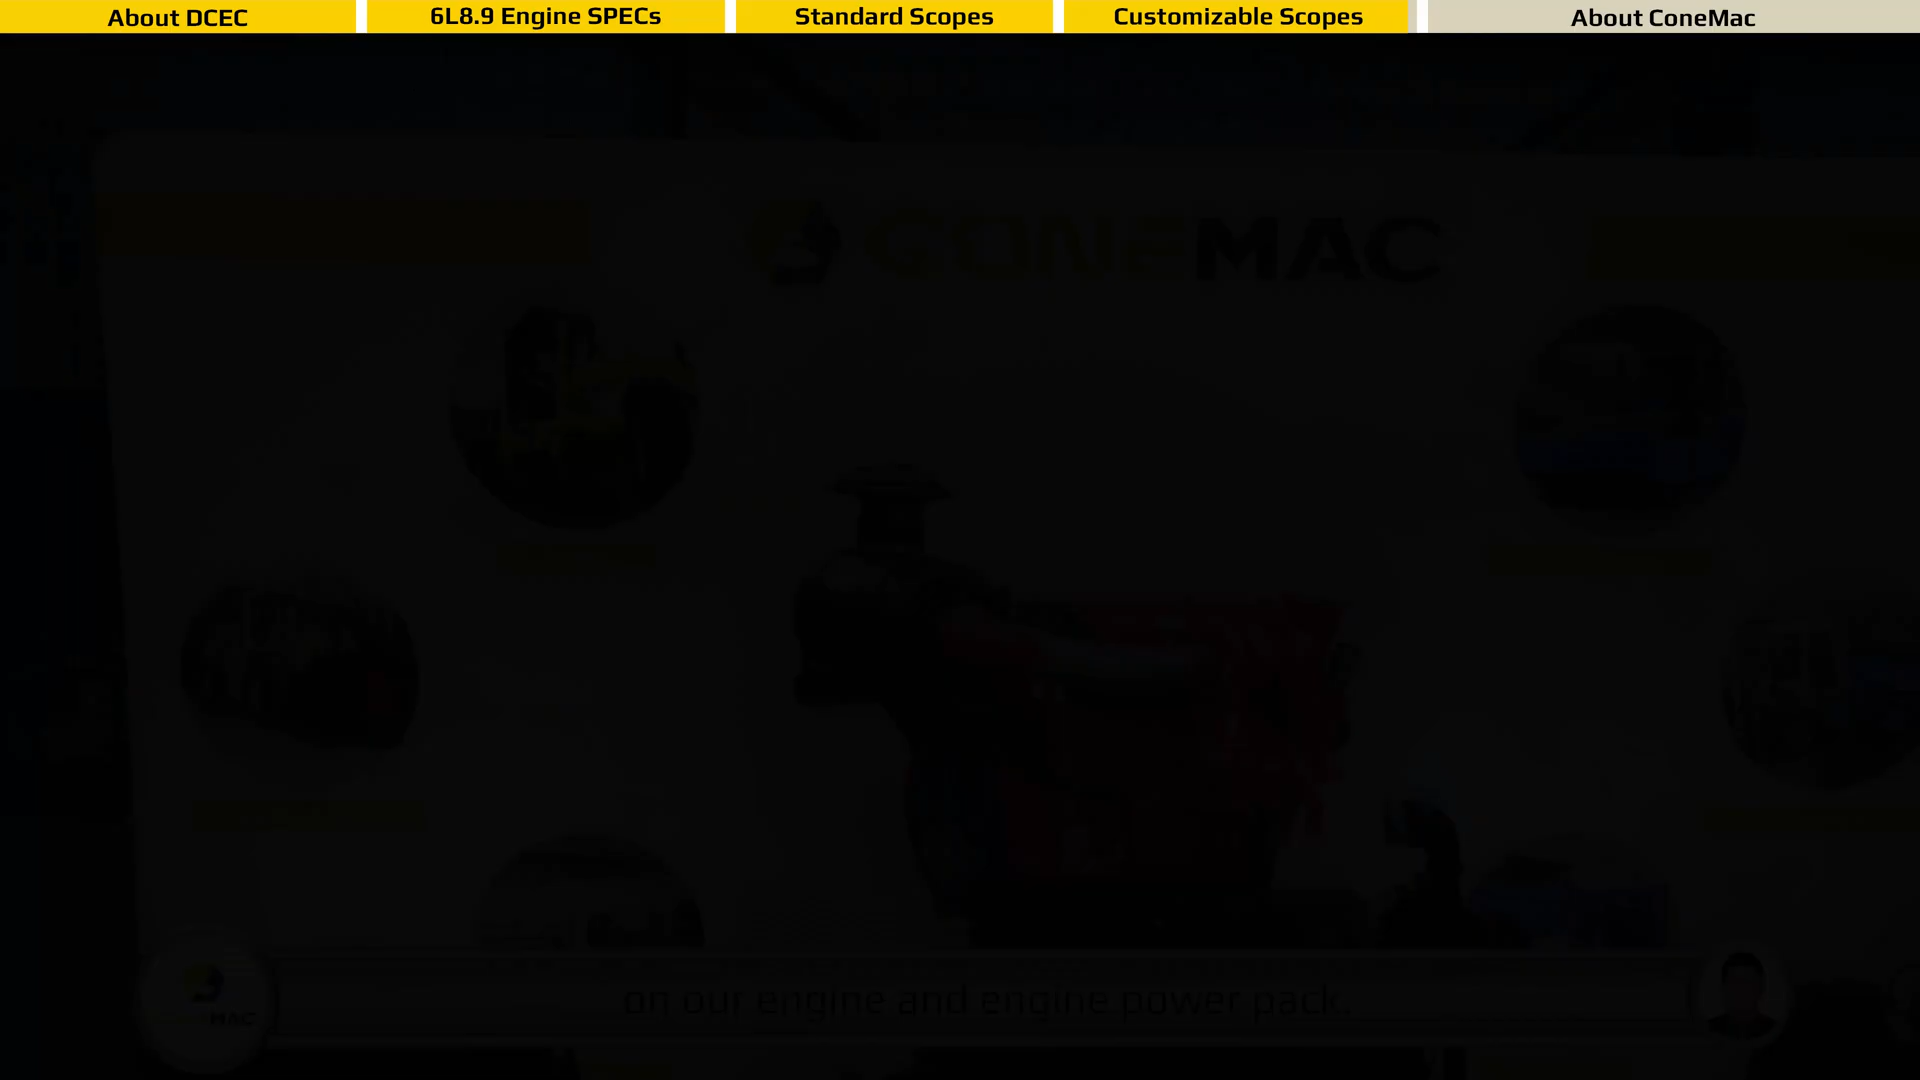 About DCEC
6L8.9 Engine SPECs
Standard Scopes
Customizable Scopes
About ConeMac
CONEMAC
on our engine and engine power pack.
CONEMAC